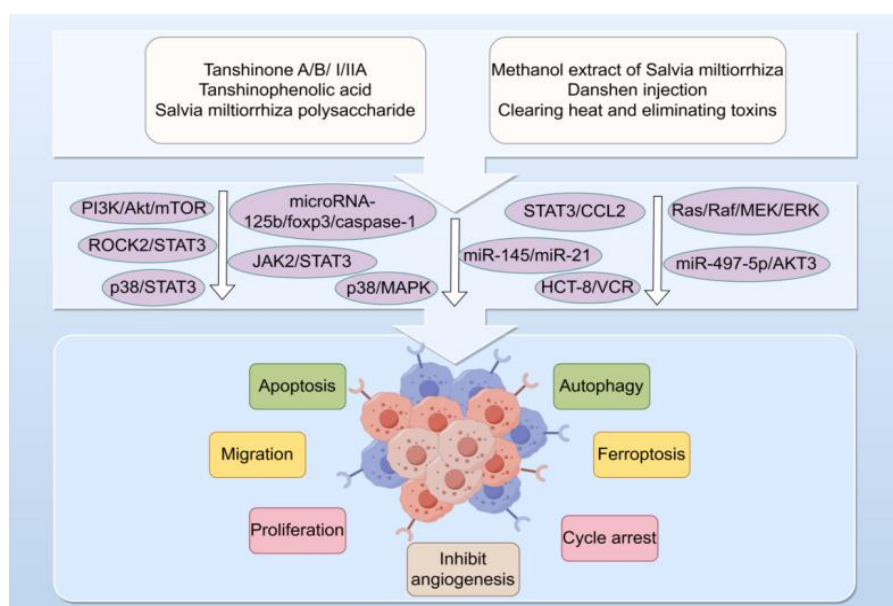 Tanshinone A/B/ I/IIA
Tanshinophenolic acid
Salvia miltiorrhiza polysaccharide
Methanol extract of Salvia miltiorrhiza
Danshen injection
Clearing heat and eliminating toxins
PI3K/Akt/mTOR
microRNA-
125b/foxp3/caspase-1
STAT3/CCL2
Ras/Raf/MEK/ERK
ROCK2/STAT3
JAK2/STAT3
miR-145/miR-21
miR-497-5p/AKT3
p38/STAT3
p38/MAPK
HCT-8/VCR
Apoptosis
Autophagy
Migration
Ferroptosis
Proliferation
Cycle arrest
Inhibit
angiogenesis